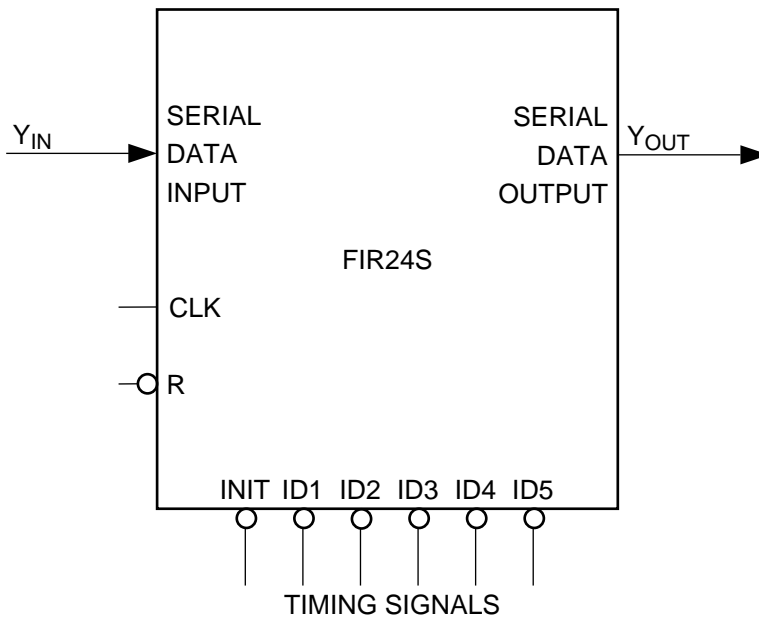 SERIAL
DATA
INPUT
SERIAL
DATA
OUTPUT
YIN
YOUT
FIR24S
CLK
R
INIT ID1 ID2 ID3 ID4 ID5
TIMING SIGNALS